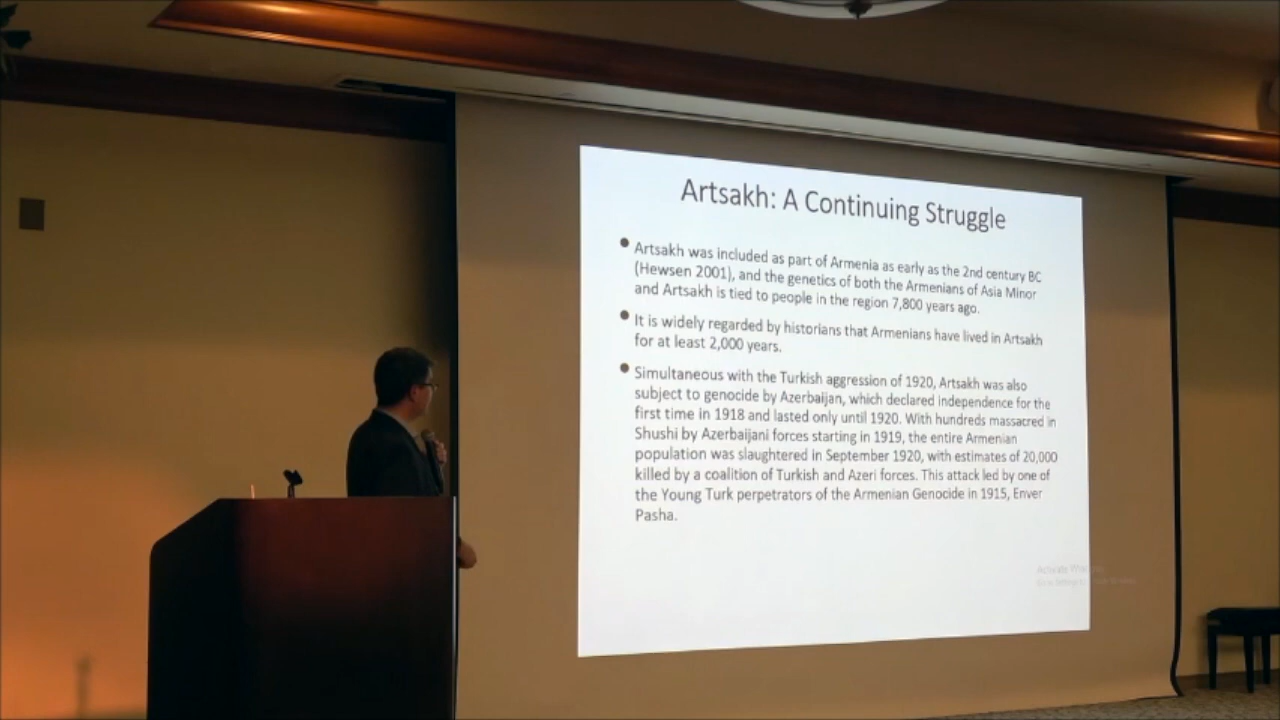 Artsakh: A Continuing Struggle
• Artsakh was included as part of Armenia as early as the 2nd century BC
(Hewsen 2001), and the genetics of both the Armenians of Asia Minor
and Artsakh is tied to people in the region 7,800 years ago.
• It is widely regarded by historians that Armenians have lived in Artsakh
for at least 2,000 years.
• Simultaneous with the Turkish aggression of 1920, Artsakh was also
subject to genocide by Azerbaijan, which declared independence for the
first time in 1918 and lasted only until 1920. With hundreds massacred in
Shushi by Azerbaijani forces starting in 1919, the entire Armenian
population was slaughtered in September 1920, with estimates of 20,000
killed by a coalition of Turkish and Azeri forces. This attack led by one of
the Young Turk perpetrators of the Armenian Genocide in 1915, Enver
Pasha.
Activate